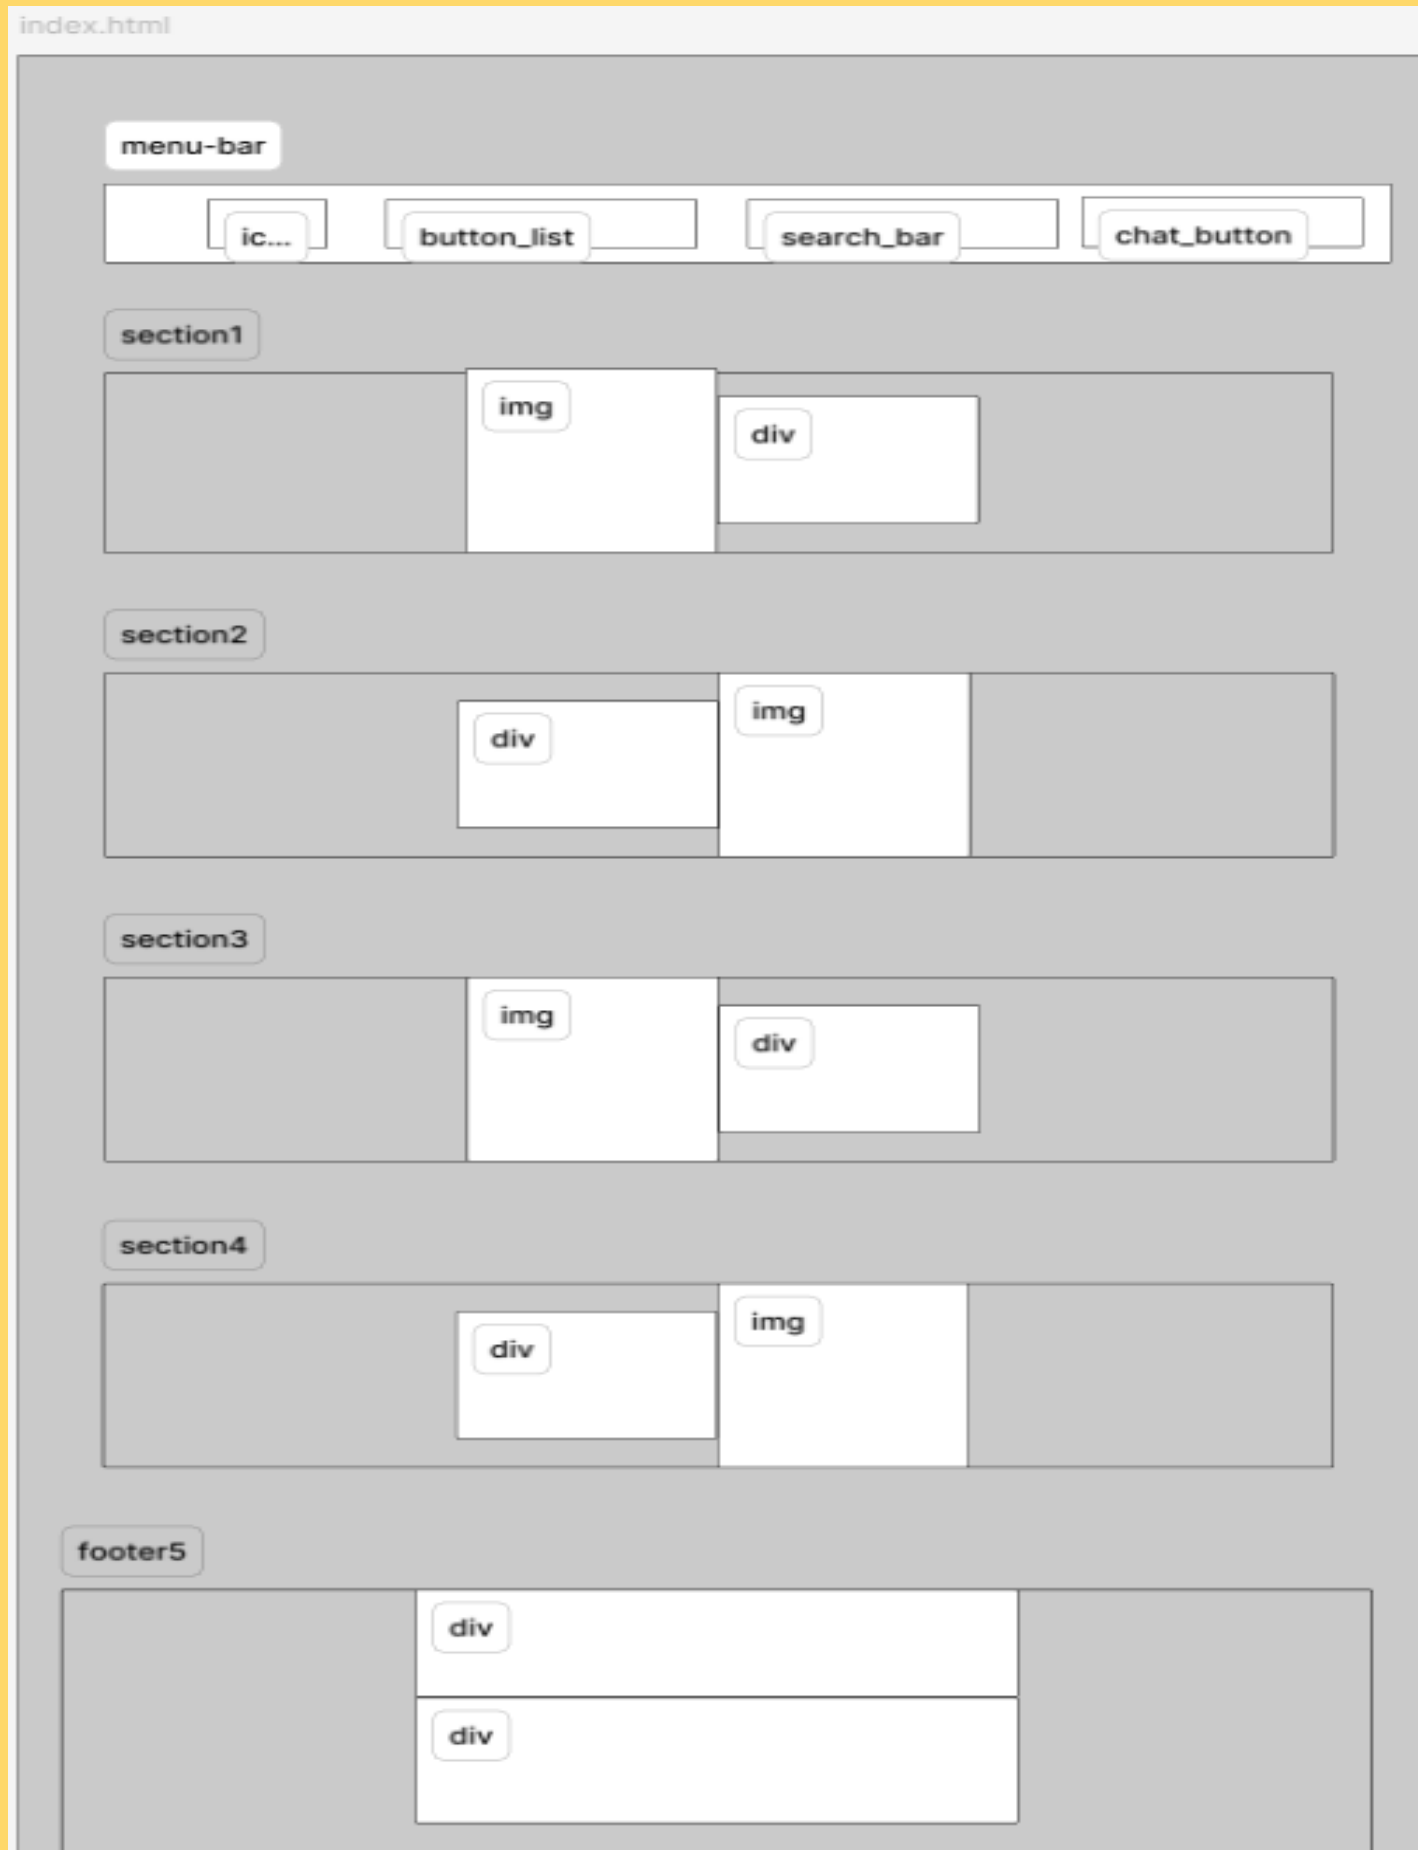 index.html
menu-bar
ic...
button_list
search_bar
chat_button
section1
img
div
section2
div
img
section3
img
div
section4
div
img
footer5
div
div